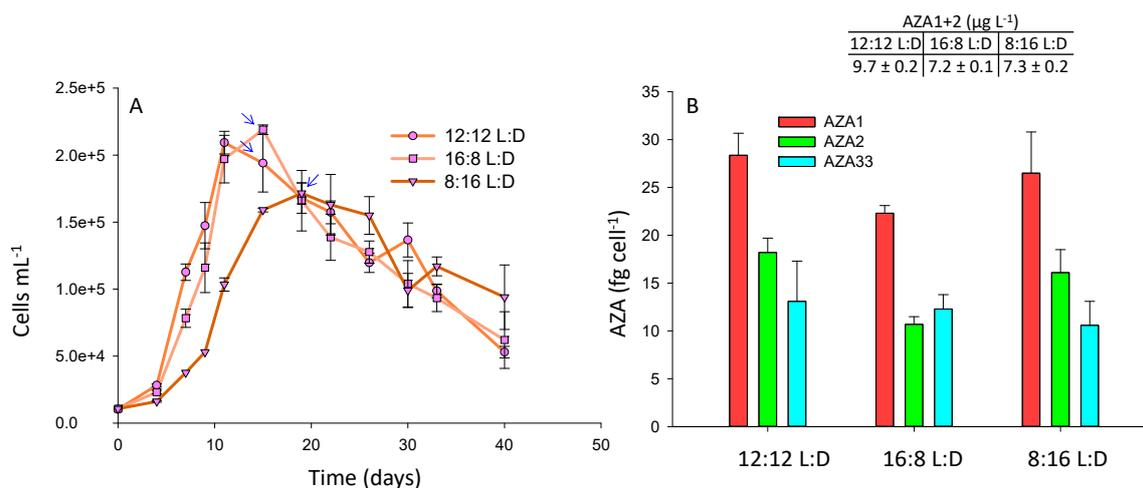 AZA1+2 (µg L-1)
12:12 L:D 16:8 L:D 8:16 L:D
9.7 ± 0.2 7.2 ± 0.1 7.3 ± 0.2
A
2.5e+5
2.0e+5
1.5e+5
1.0e+5
5.0e+4
0.0
Cells mL-1
12:12 L:D
16:8 L:D
8:16 L:D
0 10 20 30 40 50
Time (days)
B
35
30
25
20
15
10
5
0
AZA (fg cell-1)
AZA1
AZA2
AZA33
12:12 L:D 16:8 L:D 8:16 L:D